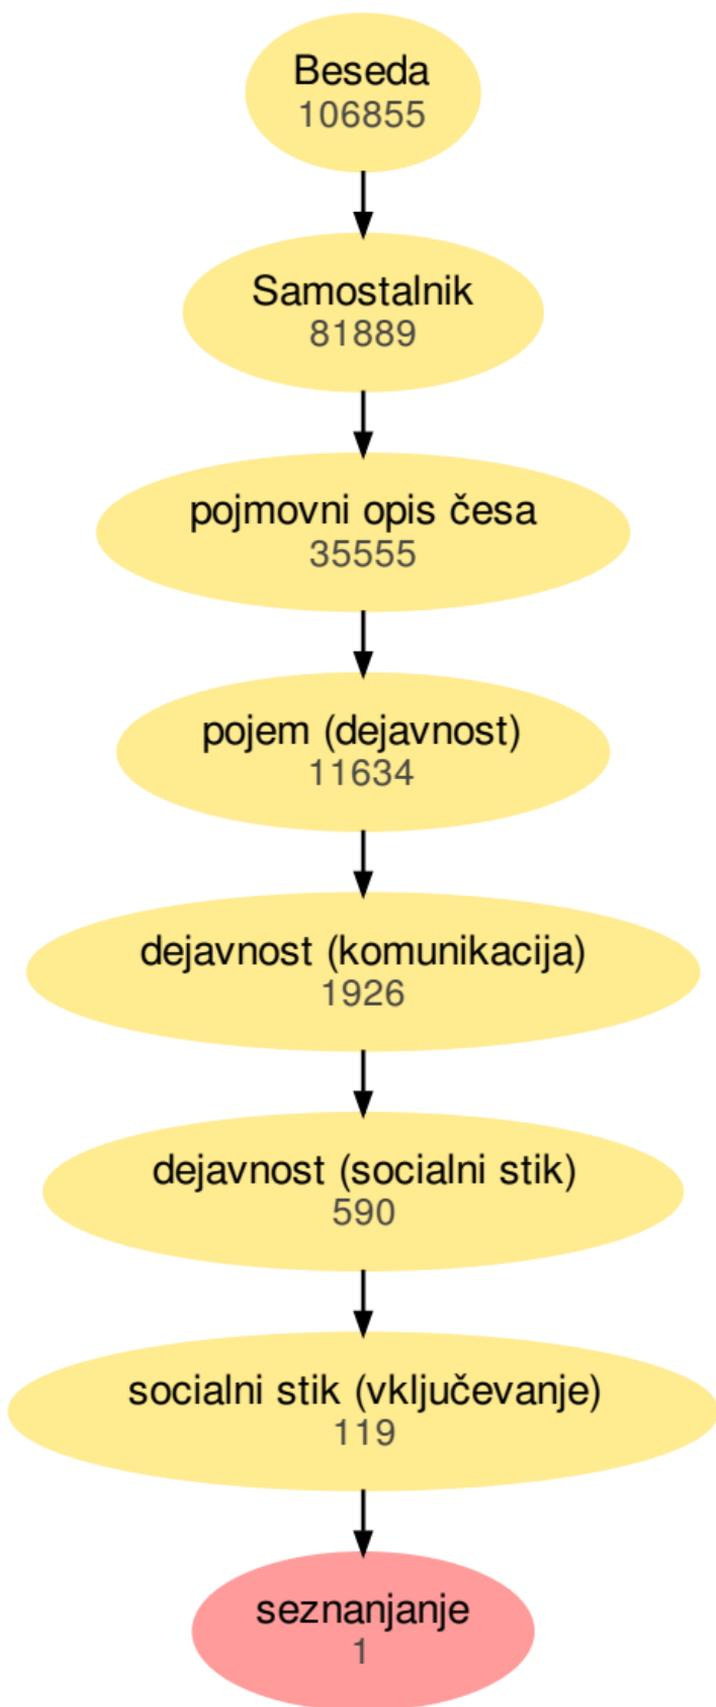 Beseda
106855
Samostalnik
81889
pojmovni opis česa
35555
pojem (dejavnost)
11634
dejavnost (komunikacija)
1926
dejavnost (socialni stik)
590
socialni stik (vključevanje)
119
seznanjanje
1